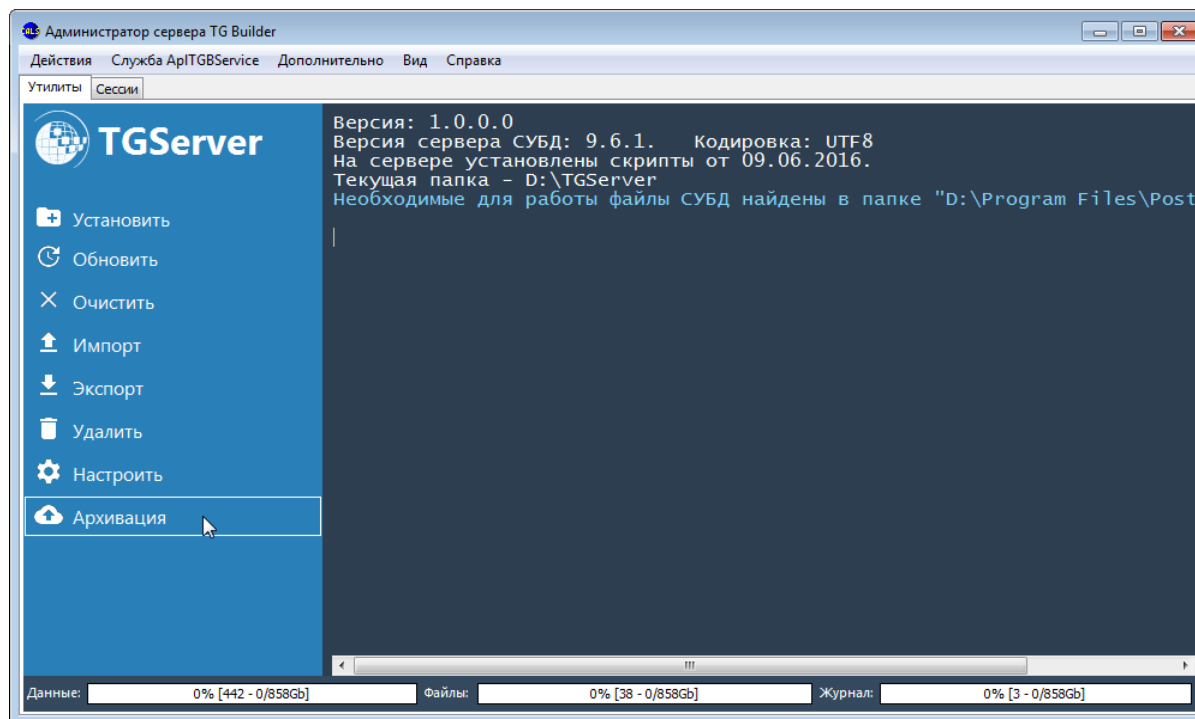 CALS Администратор сервера TG Builder
Действия Служба ApITGBService Дополнительно Вид Справка
Утилиты Сессии
TGServer
Установить
Обновить
Очистить
Импорт
Экспорт
Удалить
Настроить
Архивация
Версия: 1.0.0.0
Версия сервера СУБД: 9.6.1. Кодировка: UTF8
На сервере установлены скрипты от 09.06.2016.
Текущая папка - D:\TGServer
Необходимые для работы файлы СУБД найдены в папке "D:\Program Files\Post
Данные: 0% [442 - 0/858Gb] Файлы: 0% [38 - 0/858Gb] Журнал: 0% [3 - 0/858Gb]